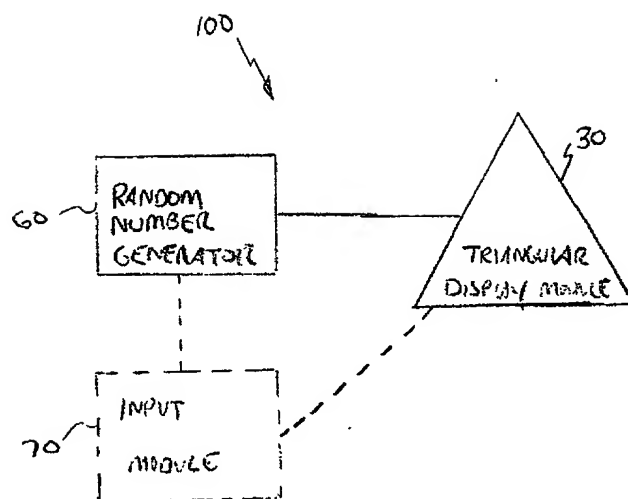 100
30
60
RANDOM
NUMBER
GENERATOR
TRIANGULAR
DISPLAY MODULE
70
INPUT
MODULE